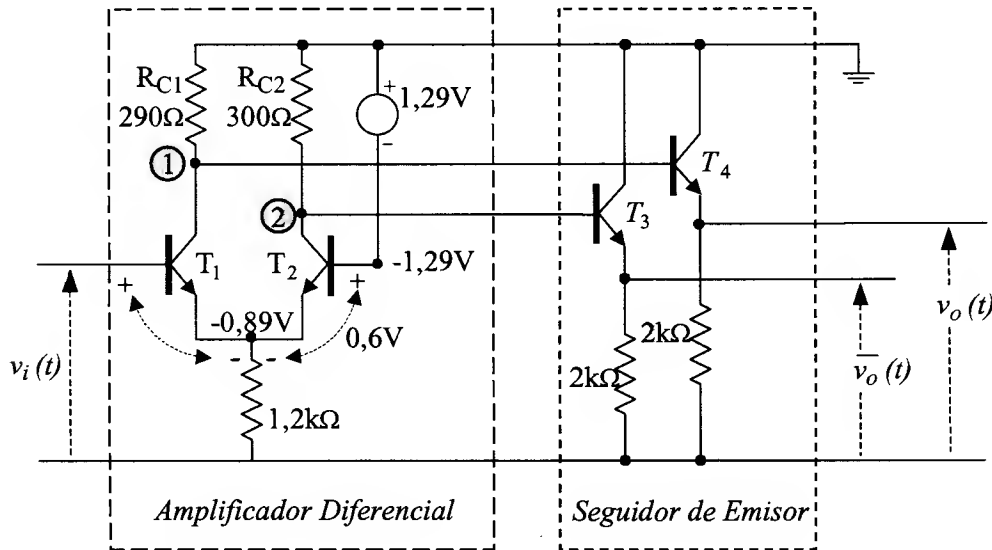 R_C1
290Ω
R_C2
300Ω
+
1,29V
-
1
2
T_1
T_2
T_3
T_4
-1,29V
+
+
-0,89V
0,6V
-
-
v_i (t)
1,2kΩ
2kΩ
2kΩ
v̅_o (t)
v_o (t)
Amplificador Diferencial
Seguidor de Emisor